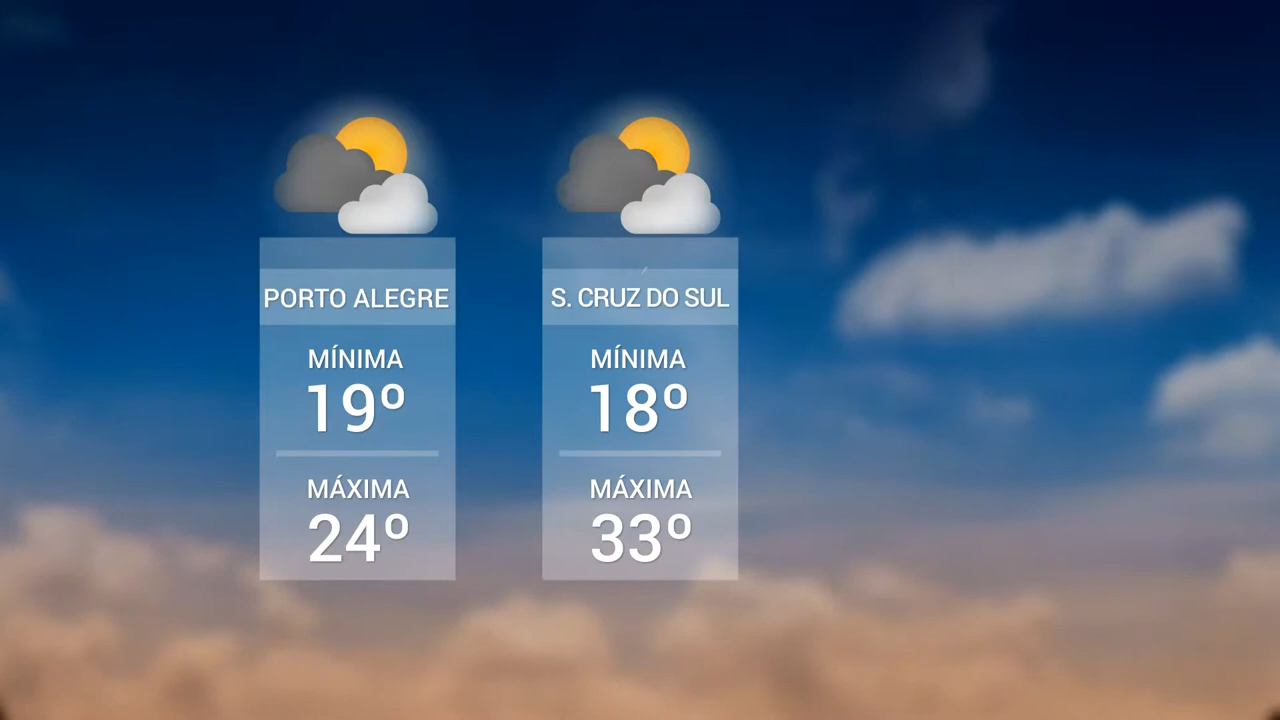 PORTO ALEGRE
MÍNIMA
19º
MÁXIMA
24º
S. CRUZ DO SUL
MÍNIMA
18º
MÁXIMA
33º